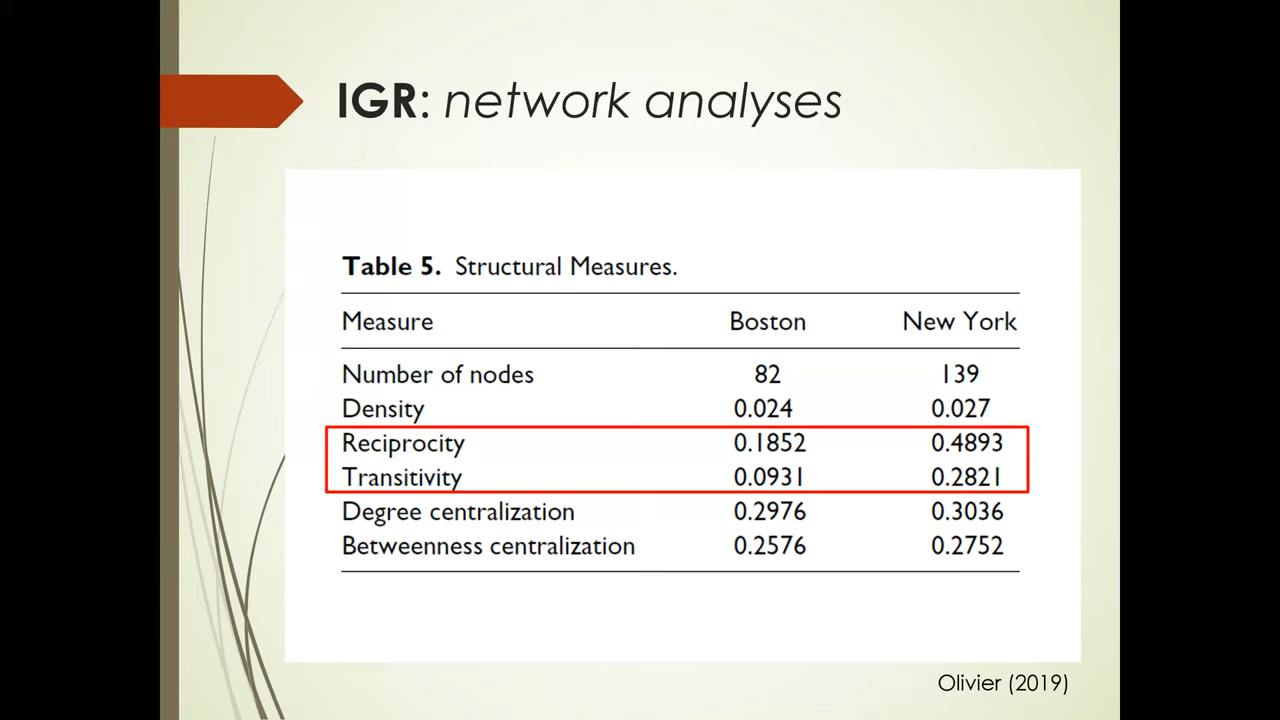 IGR: network analyses
Table 5. Structural Measures.
Measure Boston New York
Number of nodes 82 139
Density 0.024 0.027
Reciprocity 0.1852 0.4893
Transitivity 0.0931 0.2821
Degree centralization 0.2976 0.3036
Betweenness centralization 0.2576 0.2752
Olivier (2019)